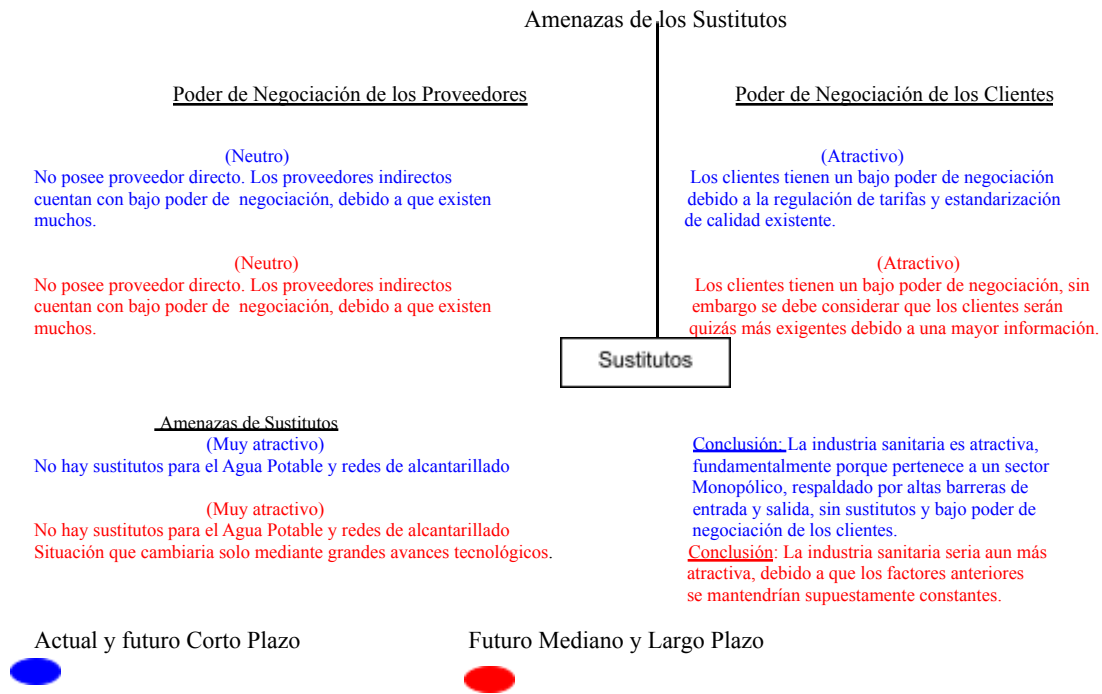 Amenazas de los Sustitutos
Poder de Negociación de los Proveedores
(Neutro)
No posee proveedor directo. Los proveedores indirectos
cuentan con bajo poder de  negociación, debido a que existen
muchos.
(Neutro)
No posee proveedor directo. Los proveedores indirectos
cuentan con bajo poder de  negociación, debido a que existen
muchos.
Poder de Negociación de los Clientes
(Atractivo)
Los clientes tienen un bajo poder de negociación
debido a la regulación de tarifas y estandarización
de calidad existente.
(Atractivo)
Los clientes tienen un bajo poder de negociación, sin
embargo se debe considerar que los clientes serán
quizás más exigentes debido a una mayor información.
Sustitutos
Amenazas de Sustitutos
(Muy atractivo)
No hay sustitutos para el Agua Potable y redes de alcantarillado
(Muy atractivo)
No hay sustitutos para el Agua Potable y redes de alcantarillado
Situación que cambiaria solo mediante grandes avances tecnológicos.
Conclusión: La industria sanitaria es atractiva,
fundamentalmente porque pertenece a un sector
Monopólico, respaldado por altas barreras de
entrada y salida, sin sustitutos y bajo poder de
negociación de los clientes.
Conclusión: La industria sanitaria seria aun más
atractiva, debido a que los factores anteriores
se mantendrían supuestamente constantes.
Actual y futuro Corto Plazo
Futuro Mediano y Largo Plazo